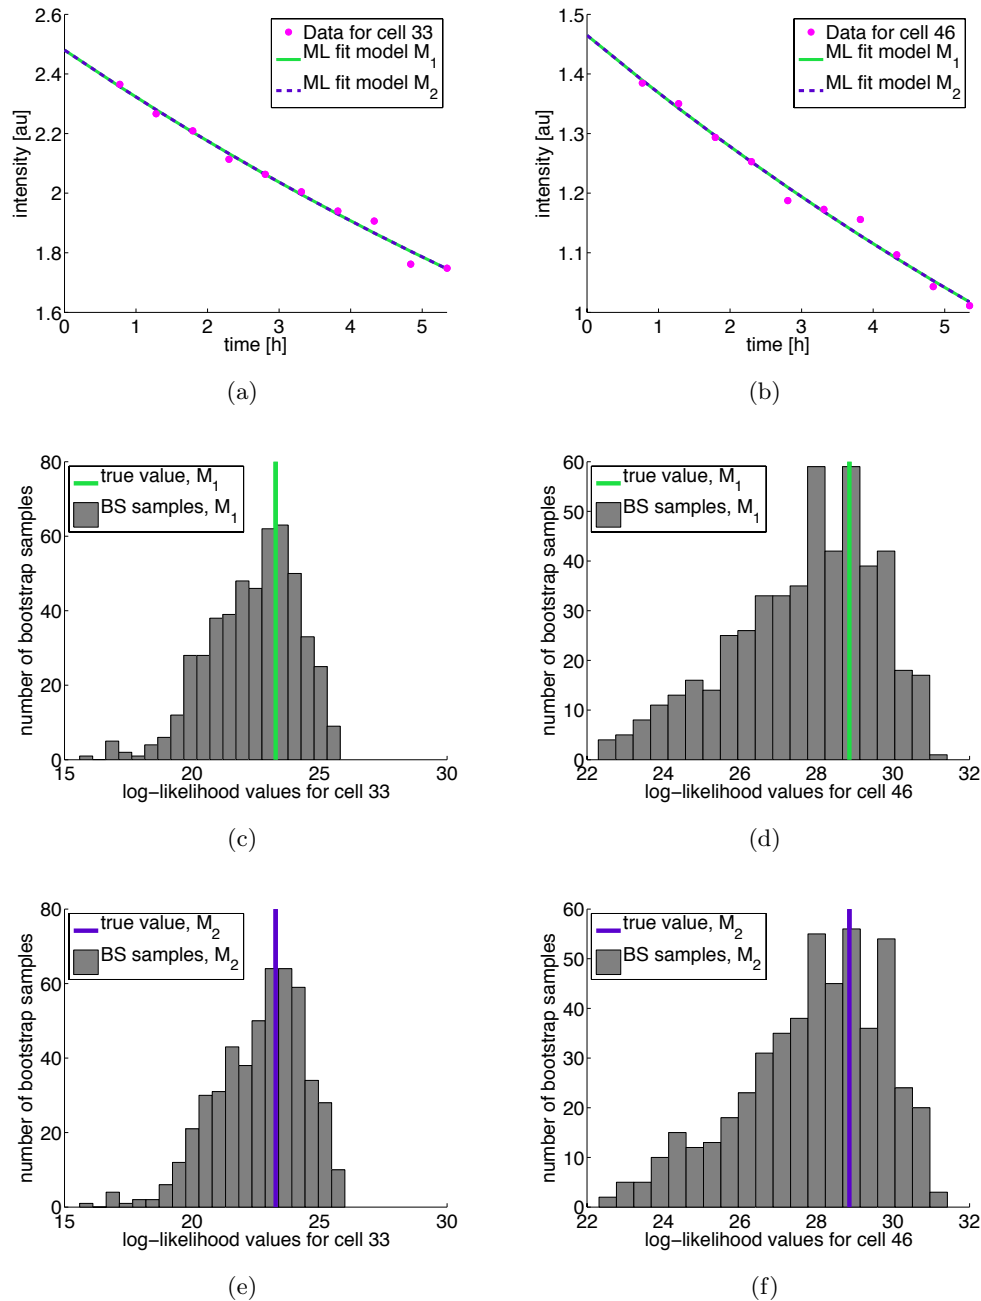 2.6
2.4
2.2
2
1.8
1.6
intensity [au]
0 1 2 3 4 5
time [h]
Data for cell 33
ML fit model M1
ML fit model M2
(a)
1.5
1.4
1.3
1.2
1.1
1
intensity [au]
0 1 2 3 4 5
time [h]
Data for cell 46
ML fit model M1
ML fit model M2
(b)
80
60
40
20
0
number of bootstrap samples
15 20 25 30
log−likelihood values for cell 33
true value, M1
BS samples, M1
(c)
60
50
40
30
20
10
0
number of bootstrap samples
22 24 26 28 30 32
log−likelihood values for cell 46
true value, M1
BS samples, M1
(d)
80
60
40
20
0
number of bootstrap samples
15 20 25 30
log−likelihood values for cell 33
true value, M2
BS samples, M2
(e)
60
50
40
30
20
10
0
number of bootstrap samples
22 24 26 28 30 32
log−likelihood values for cell 46
true value, M2
BS samples, M2
(f)